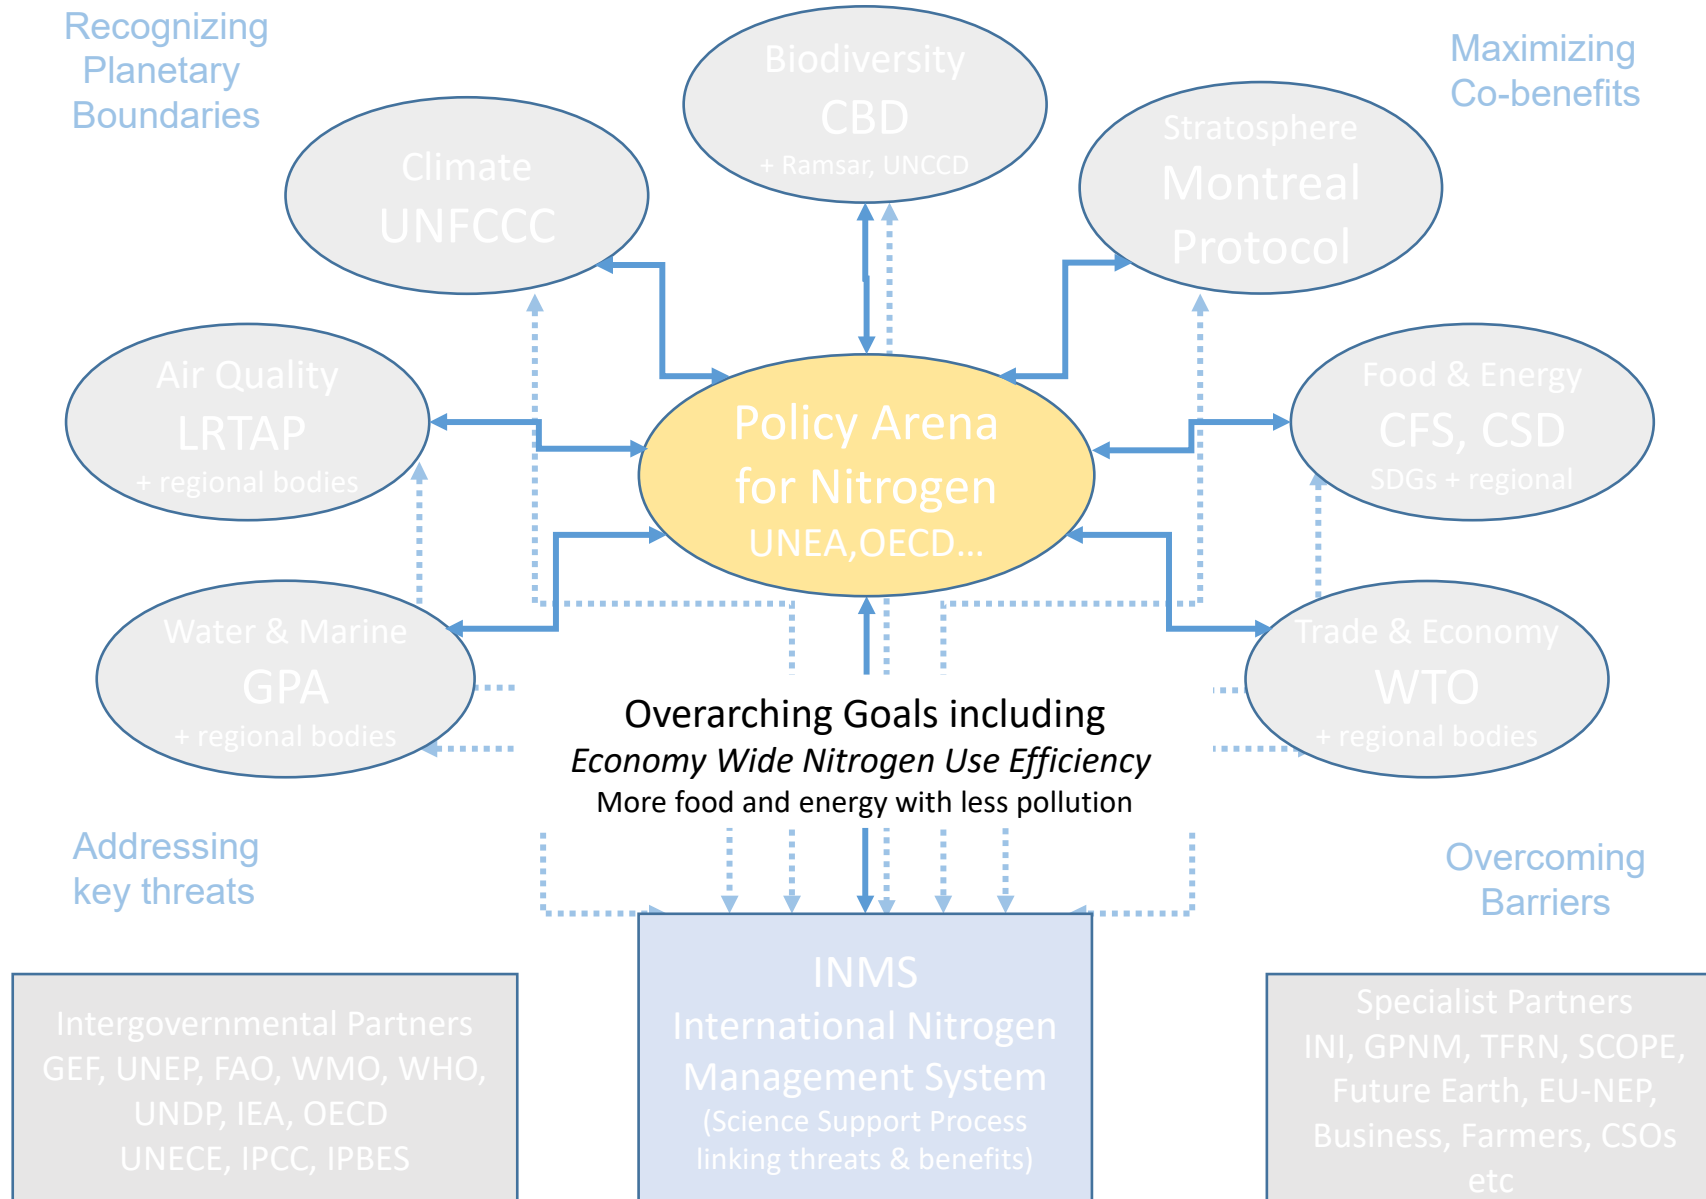 Recognizing
Planetary
Boundaries
Biodiversity
CBD
+ Ramsar, UNCCD
Maximizing
Co-benefits
Climate
UNFCCC
Stratosphere
Montreal
Protocol
Air Quality
LRTAP
+ regional bodies
Policy Arena
for Nitrogen
UNEA,OECD...
Food & Energy
CFS, CSD
SDGs + regional
Water & Marine
GPA
+ regional bodies
Trade & Economy
WTO
+ regional bodies
Overarching Goals including
Economy Wide Nitrogen Use Efficiency
More food and energy with less pollution
Addressing
key threats
Overcoming
Barriers
Intergovernmental Partners
GEF, UNEP, FAO, WMO, WHO,
UNDP, IEA, OECD
UNECE, IPCC, IPBES
INMS
International Nitrogen
Management System
(Science Support Process
linking threats & benefits)
Specialist Partners
INI, GPNM, TFRN, SCOPE,
Future Earth, EU-NEP,
Business, Farmers, CSOs
etc